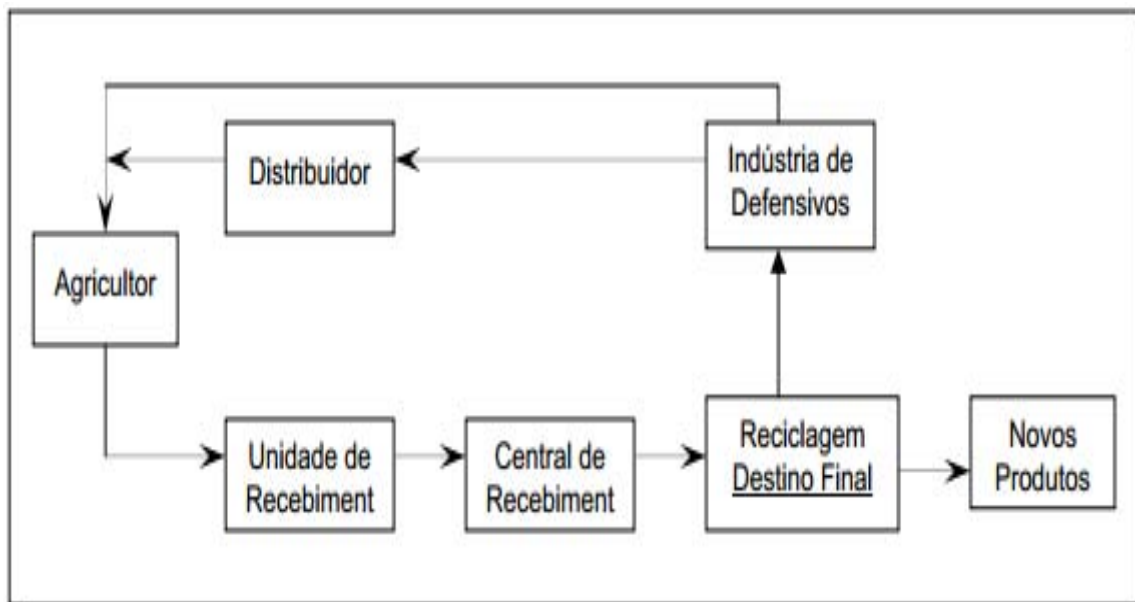 Distribuidor
Indústria de
Defensivos
Agricultor
Unidade de
Recebiment
Central de
Recebiment
Reciclagem
Destino Final
Novos
Produtos